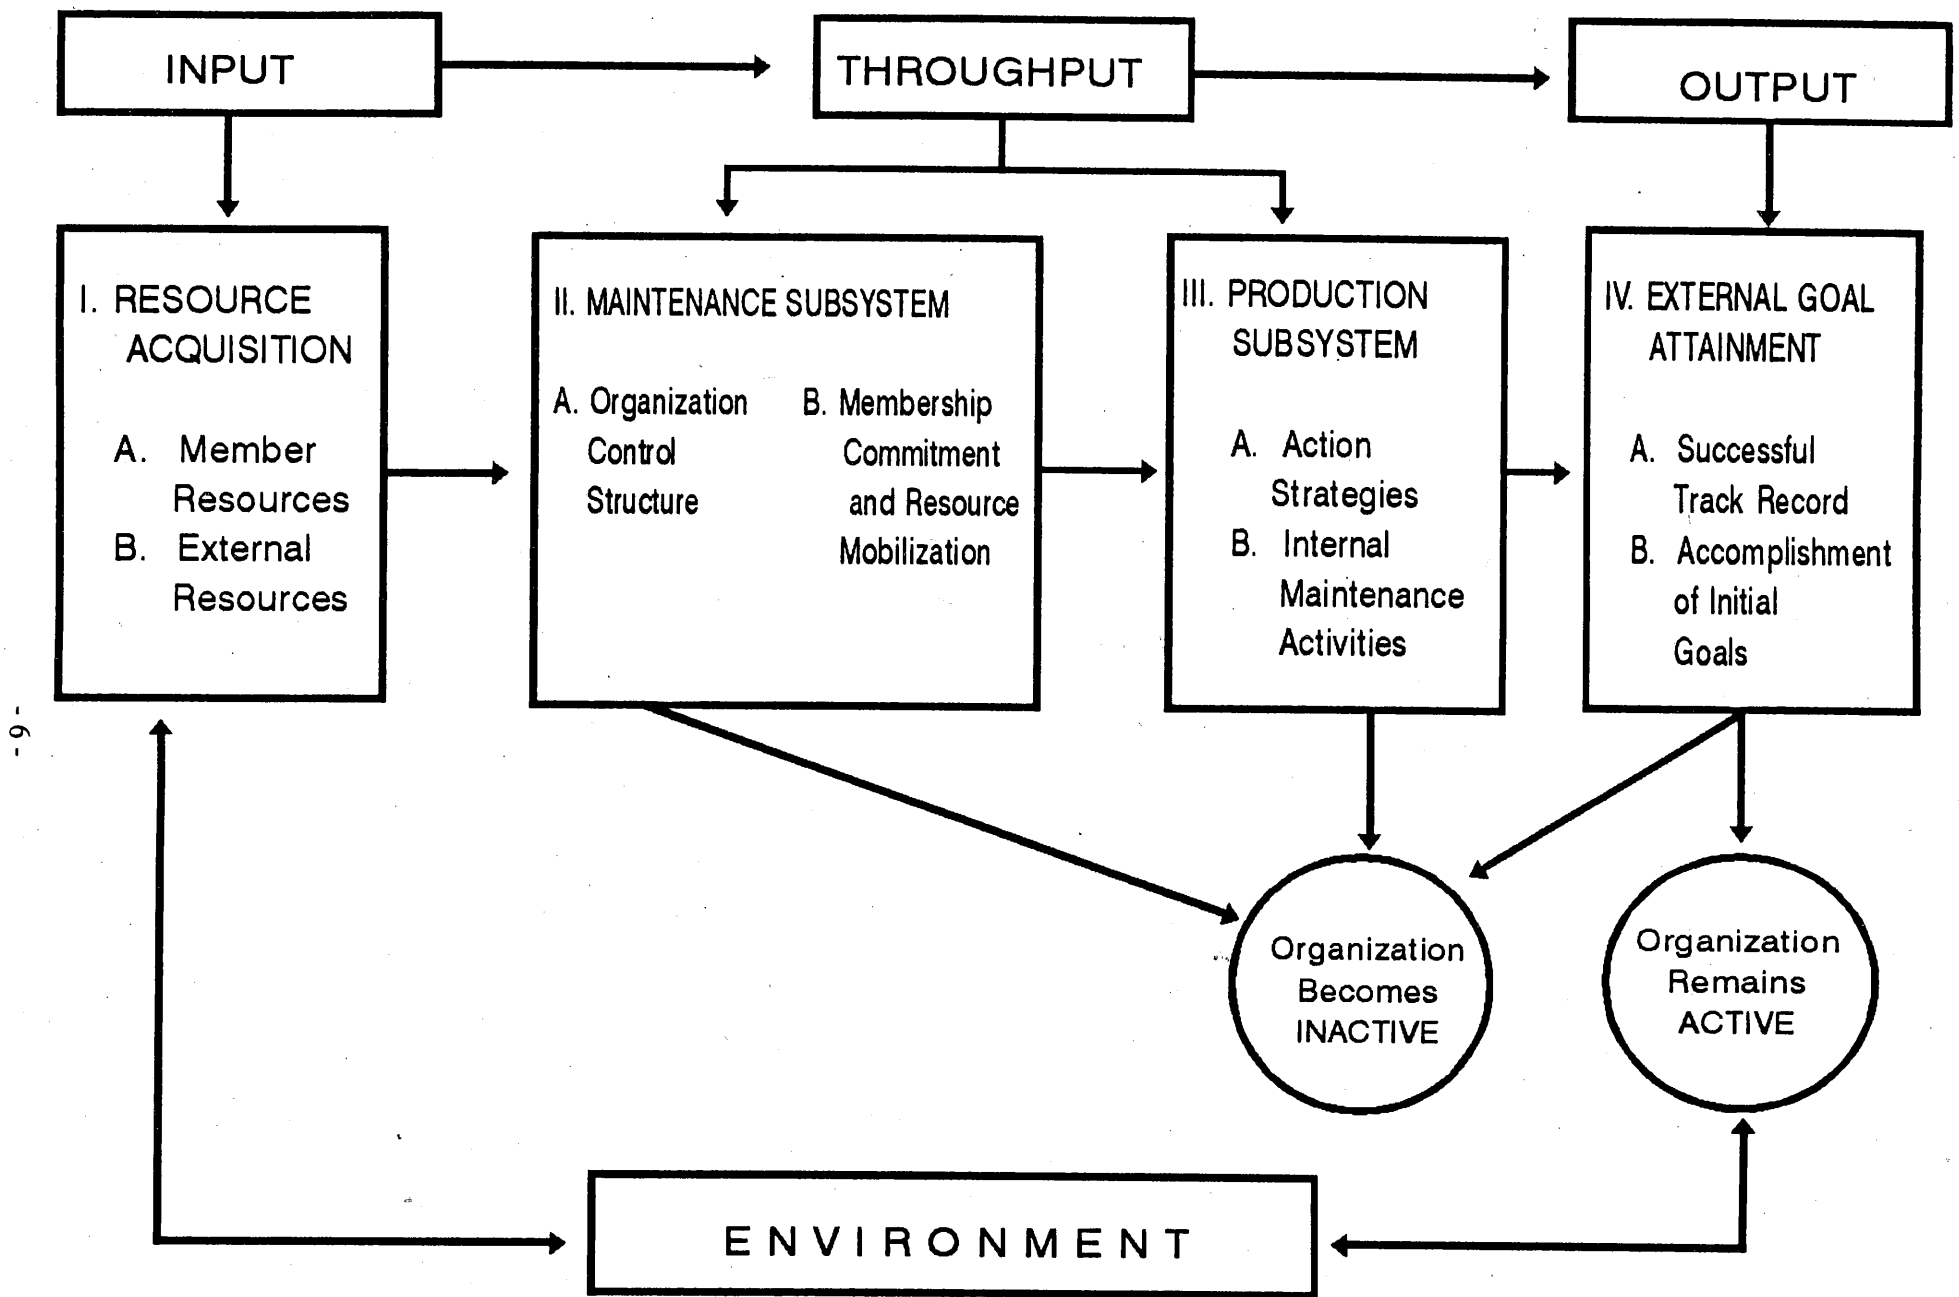 INPUT
THROUGHPUT
OUTPUT
I. RESOURCE
ACQUISITION
A. Member
Resources
B. External
Resources
II. MAINTENANCE SUBSYSTEM
A. Organization
Control
Structure
B. Membership
Commitment
and Resource
Mobilization
III. PRODUCTION
SUBSYSTEM
A. Action
Strategies
B. Internal
Maintenance
Activities
IV. EXTERNAL GOAL
ATTAINMENT
A. Successful
Track Record
B. Accomplishment
of Initial
Goals
-9-
Organization
Becomes
INACTIVE
Organization
Remains
ACTIVE
ENVIRONMENT